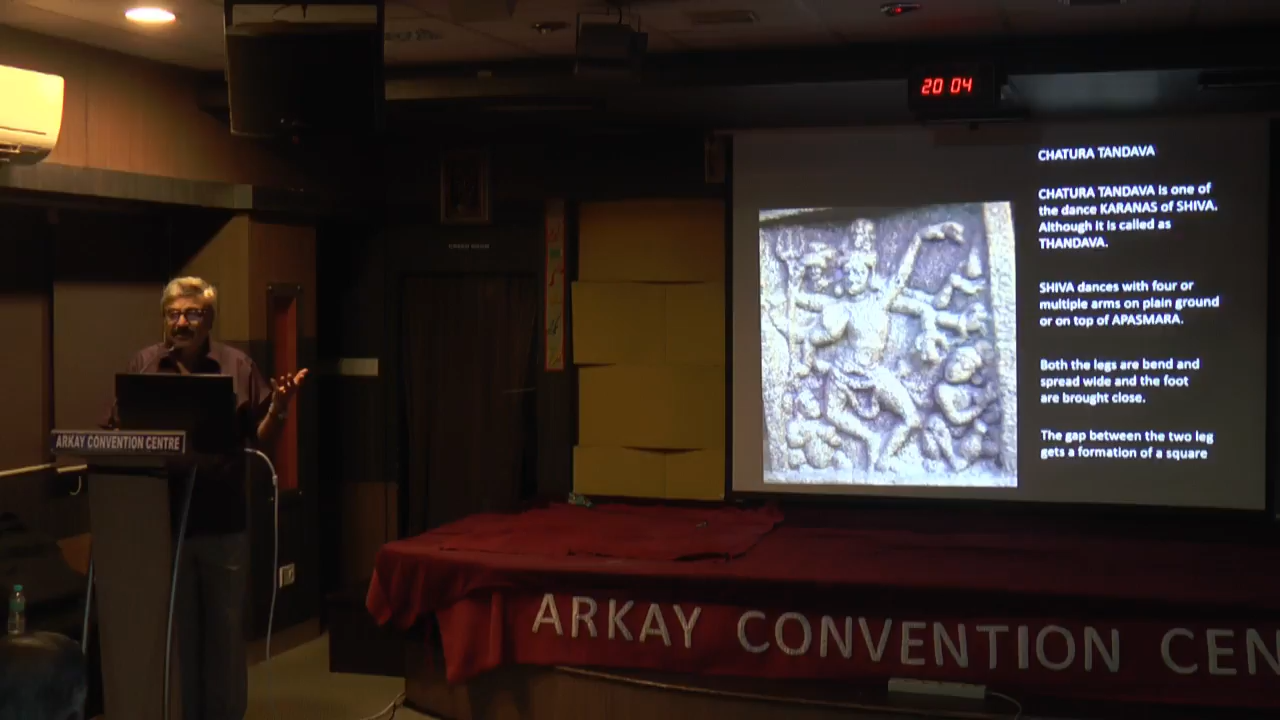 20 04
CHATURA TANDAVA
CHATURA TANDAVA is one of
the dance KARANAS of SHIVA.
Although it is called as
THANDAVA.
SHIVA dances with four or
multiple arms on plain ground
or on top of APASMARA.
Both the legs are bend and
spread wide and the foot
are brought close.
The gap between the two leg
gets a formation of a square
ARKAY CONVENTION CENTRE
ARKAY CONVENTION CEN